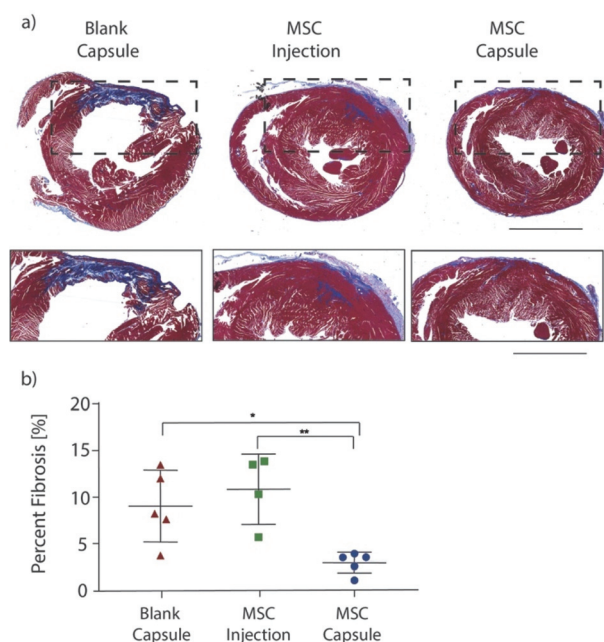 a)
Blank
Capsule
MSC
Injection
MSC
Capsule
b)
Percent Fibrosis [%]
20
15
10
5
0
*
**
Blank
Capsule
MSC
Injection
MSC
Capsule